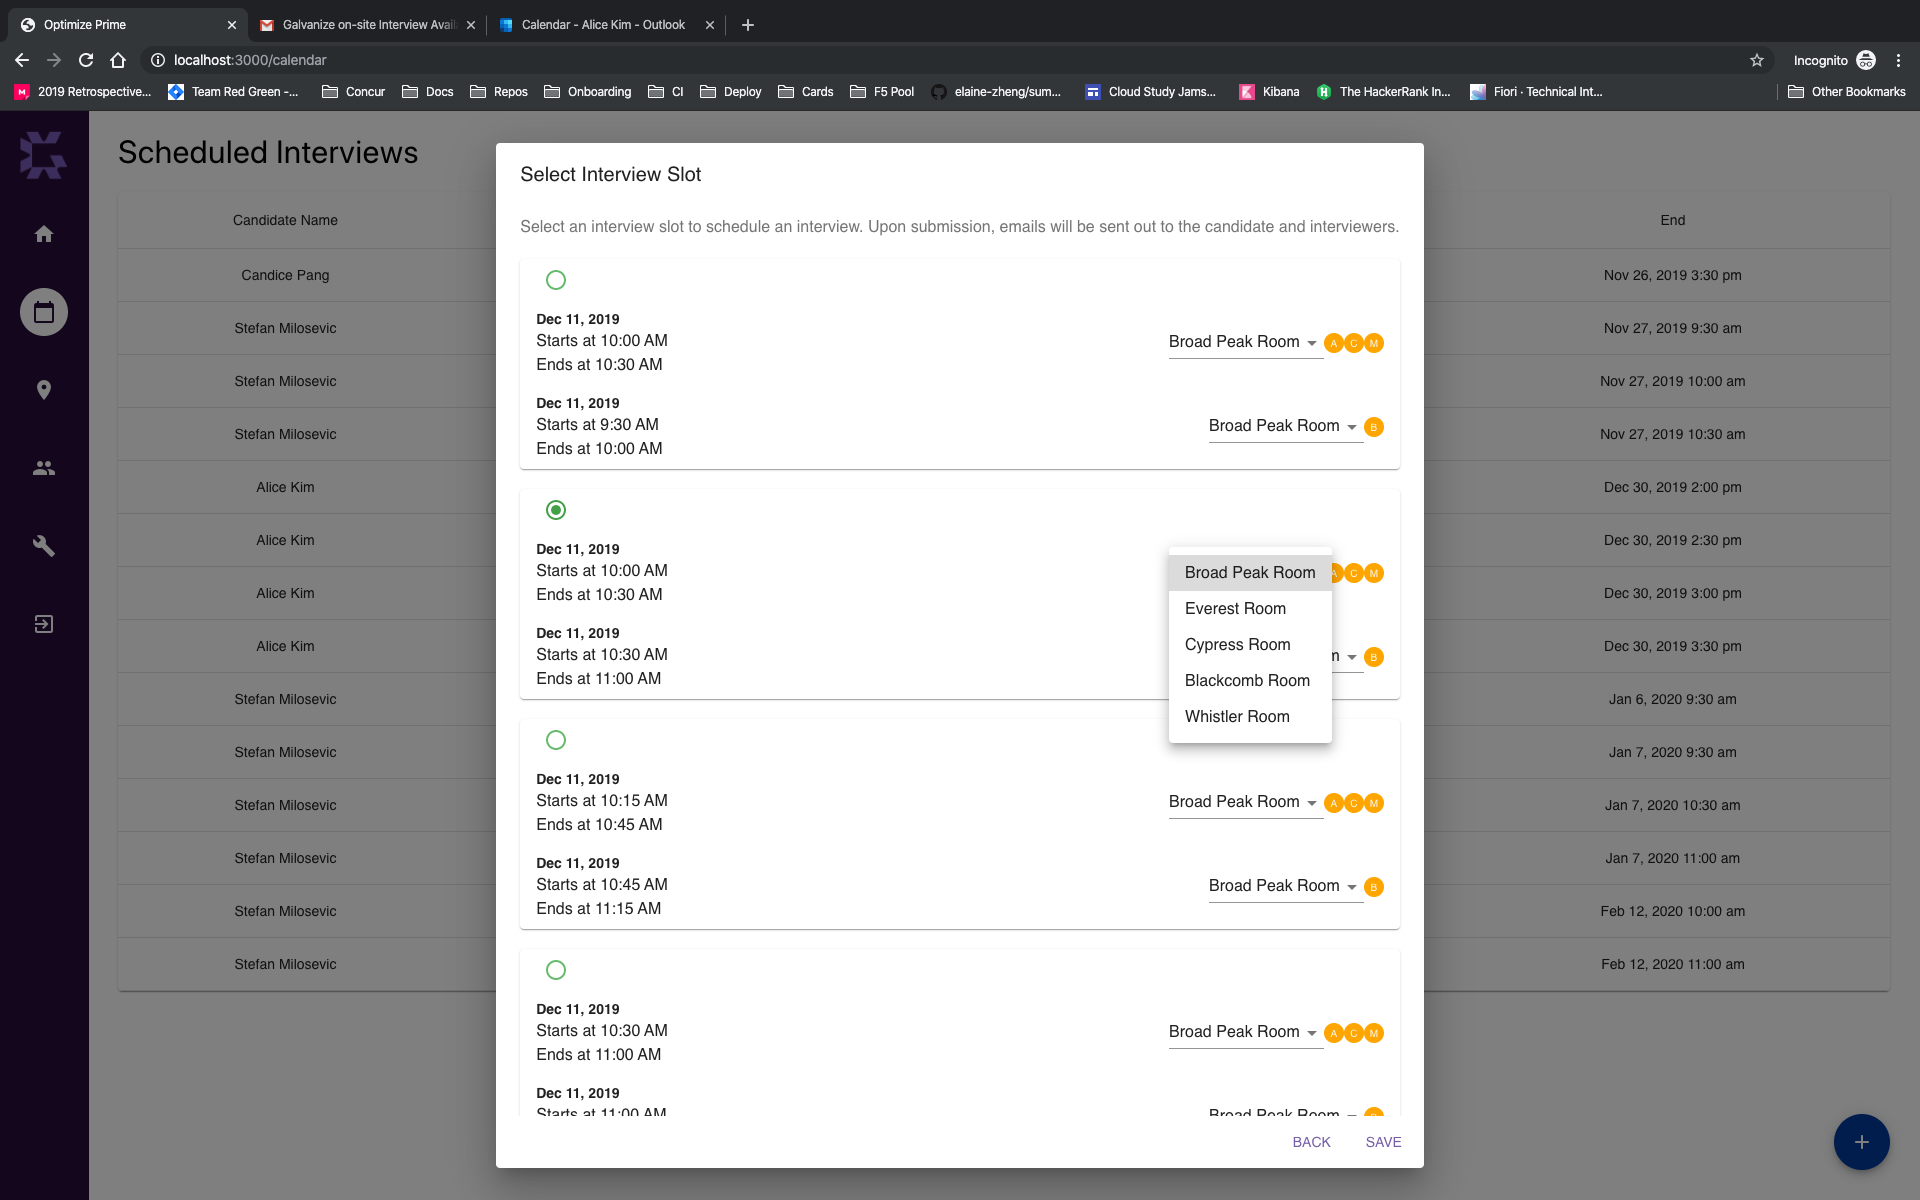 Optimize Prime
Galvanize on-site Interview Avail
Calendar - Alice Kim - Outlook
localhost:3000/calendar
Incognito
2019 Retrospective...
Team Red Green -...
Concur
Docs
Repos
Onboarding
CI
Deploy
Cards
F5 Pool
elaine-zheng/sum...
Cloud Study Jams...
Kibana
The HackerRank In...
Fiori · Technical Int...
Other Bookmarks
Scheduled Interviews
Candidate Name
End
Candice Pang
Nov 26, 2019 3:30 pm
Stefan Milosevic
Nov 27, 2019 9:30 am
Stefan Milosevic
Nov 27, 2019 10:00 am
Stefan Milosevic
Nov 27, 2019 10:30 am
Alice Kim
Dec 30, 2019 2:00 pm
Alice Kim
Dec 30, 2019 2:30 pm
Alice Kim
Dec 30, 2019 3:00 pm
Alice Kim
Dec 30, 2019 3:30 pm
Stefan Milosevic
Jan 6, 2020 9:30 am
Stefan Milosevic
Jan 7, 2020 9:30 am
Stefan Milosevic
Jan 7, 2020 10:30 am
Stefan Milosevic
Jan 7, 2020 11:00 am
Stefan Milosevic
Feb 12, 2020 10:00 am
Stefan Milosevic
Feb 12, 2020 11:00 am
Select Interview Slot
Select an interview slot to schedule an interview. Upon submission, emails will be sent out to the candidate and interviewers.
Dec 11, 2019
Starts at 10:00 AM
Ends at 10:30 AM
Broad Peak Room
A C M
Dec 11, 2019
Starts at 9:30 AM
Ends at 10:00 AM
Broad Peak Room
B
Dec 11, 2019
Starts at 10:00 AM
Ends at 10:30 AM
A C M
Dec 11, 2019
Starts at 10:30 AM
Ends at 11:00 AM
B
Broad Peak Room
Everest Room
Cypress Room
Blackcomb Room
Whistler Room
Dec 11, 2019
Starts at 10:15 AM
Ends at 10:45 AM
Broad Peak Room
A C M
Dec 11, 2019
Starts at 10:45 AM
Ends at 11:15 AM
Broad Peak Room
B
Dec 11, 2019
Starts at 10:30 AM
Ends at 11:00 AM
Broad Peak Room
A C M
Dec 11, 2019
Starts at 11:00 AM
Broad Peak Room
B
BACK
SAVE